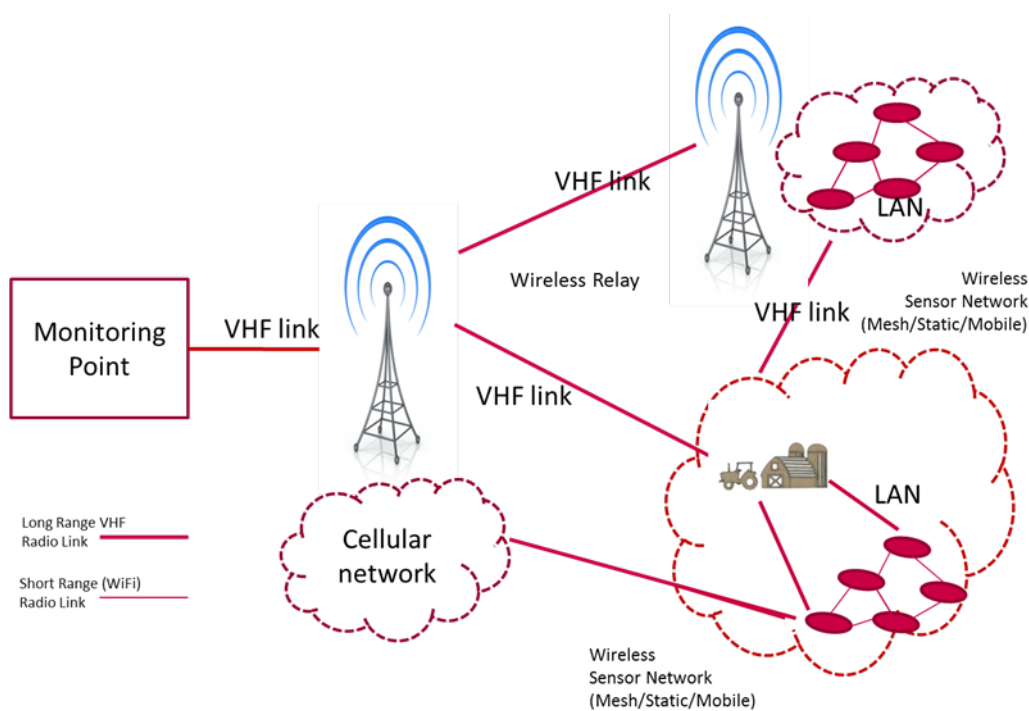 VHF link
LAN
Wireless Relay
Wireless
Sensor Network
(Mesh/Static/Mobile)
VHF link
Monitoring
Point
VHF link
VHF link
LAN
Long Range VHF
Radio Link
Cellular
network
Short Range (WiFi)
Radio Link
Wireless
Sensor Network
(Mesh/Static/Mobile)